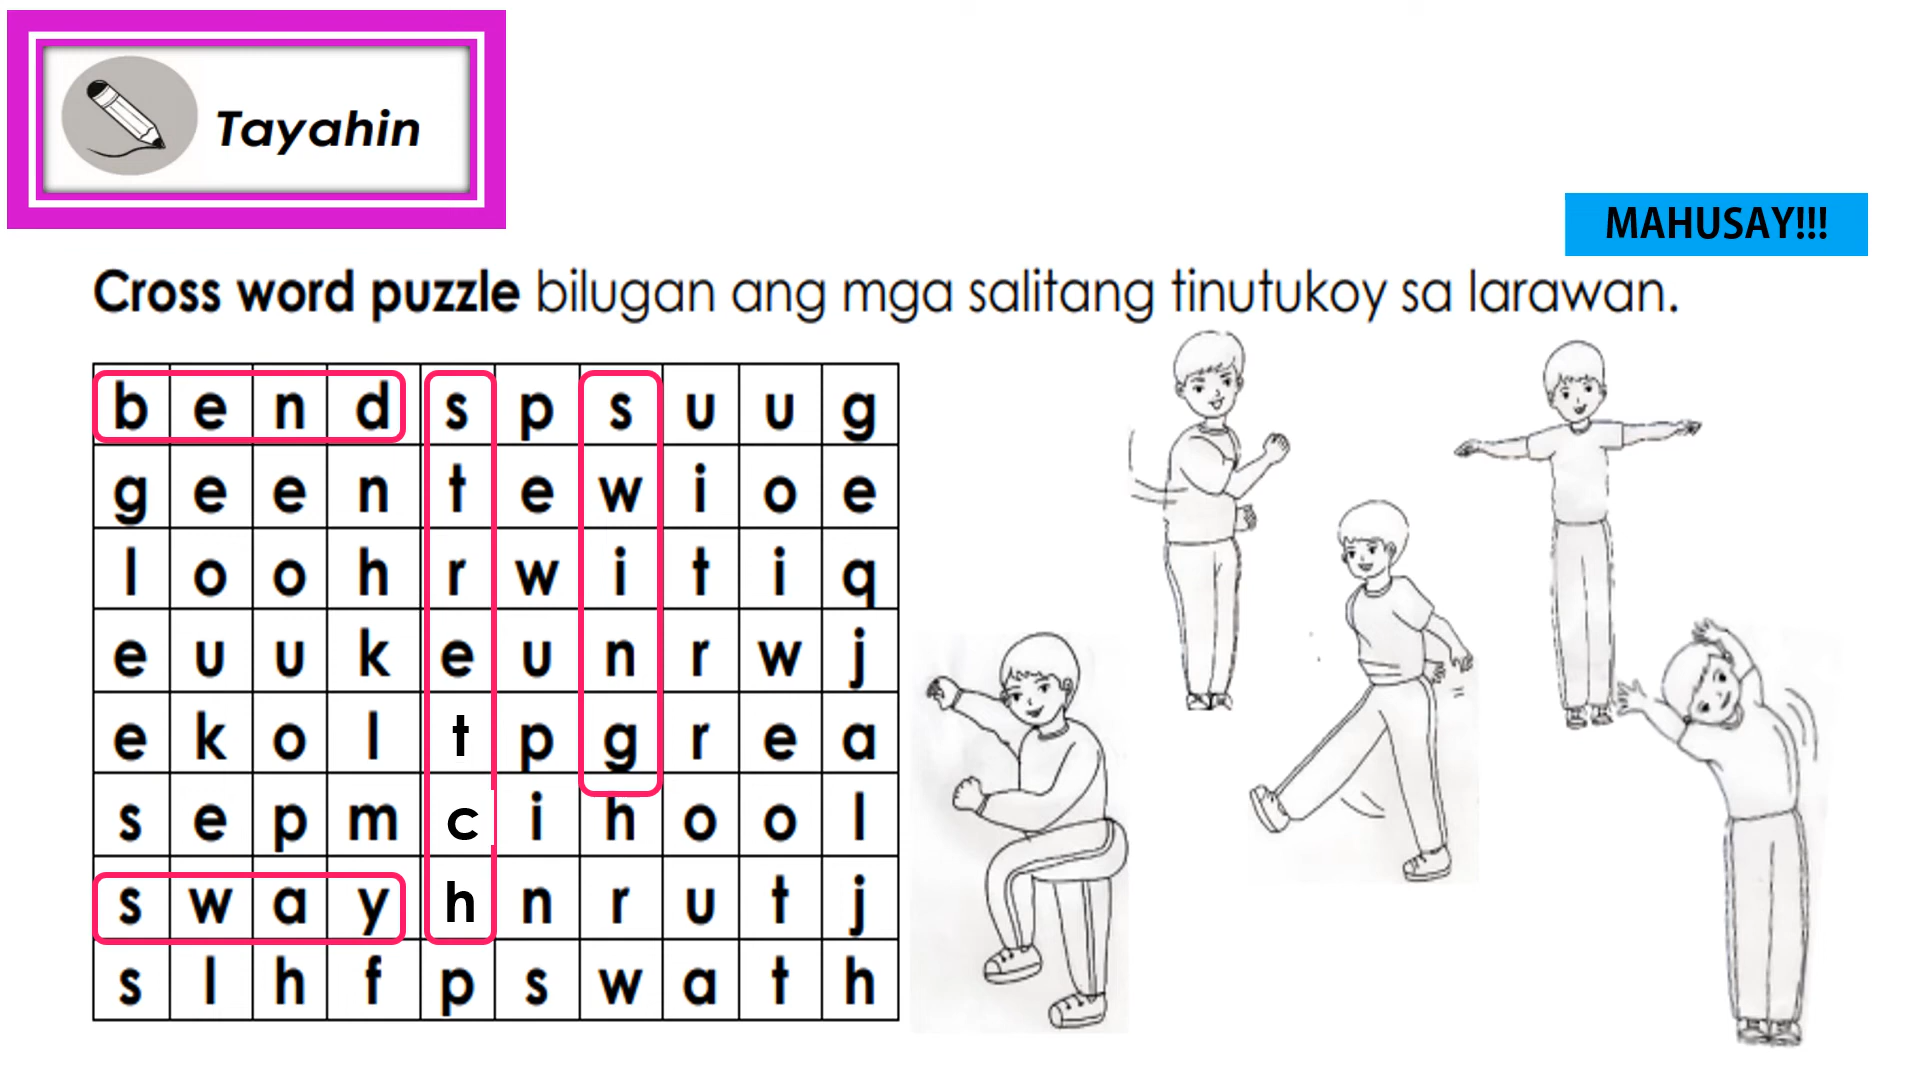 Tayahin
MAHUSAY!!!
Cross word puzzle bilugan ang mga salitang tinutukoy sa larawan.
b e n d s p s u u g
g e e n t e w i o e
l o o h r w i t i q
e u u k e u n r w j
e k o l t p g r e a
s e p m c i h o o l
s w a y h n r u t j
s l h f p s w a t h